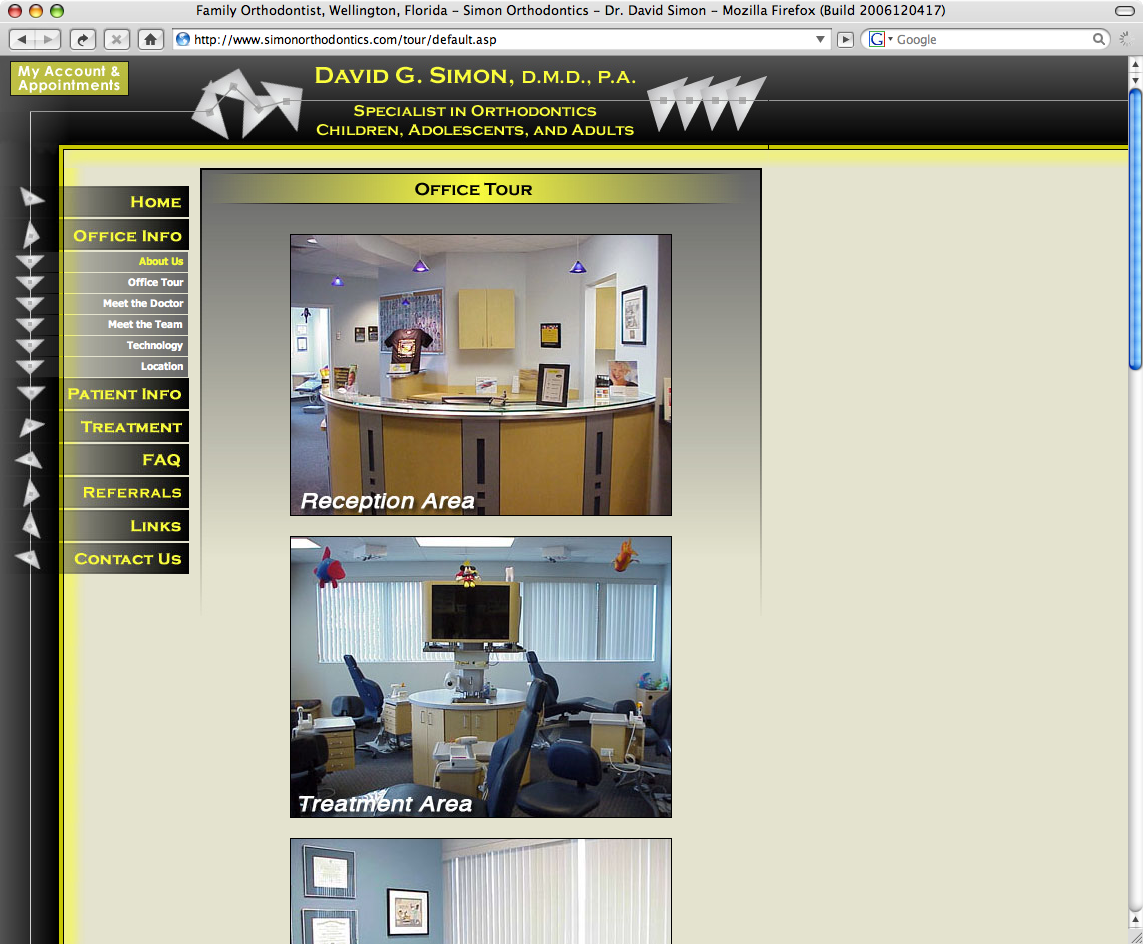 Family Orthodontist, Wellington, Florida – Simon Orthodontics – Dr. David Simon – Mozilla Firefox (Build 2006120417)
http://www.simonorthodontics.com/tour/default.asp
G
Google
My Account &
Appointments
DAVID G. SIMON, D.M.D., P.A.
SPECIALIST IN ORTHODONTICS
CHILDREN, ADOLESCENTS, AND ADULTS
OFFICE TOUR
HOME
OFFICE INFO
About Us
Office Tour
Meet the Doctor
Meet the Team
Technology
Location
PATIENT INFO
TREATMENT
FAQ
REFERRALS
LINKS
CONTACT US
Reception Area
Treatment Area